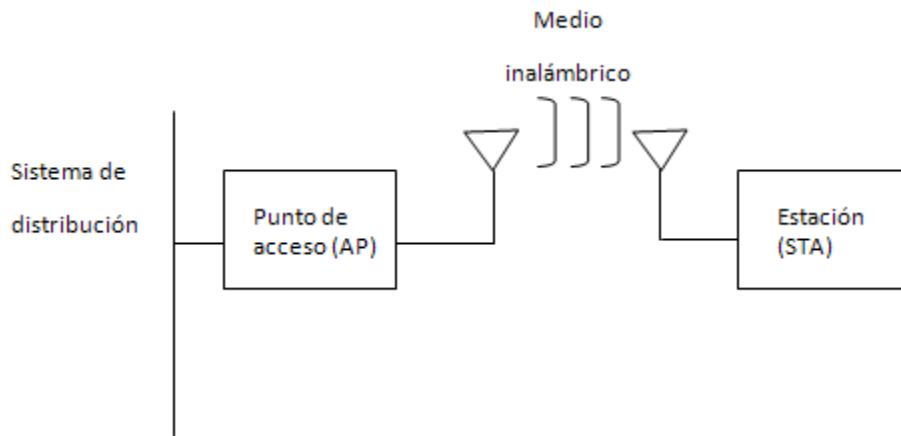 Medio
inalámbrico
Sistema de
distribución
Punto de
acceso (AP)
Estación
(STA)